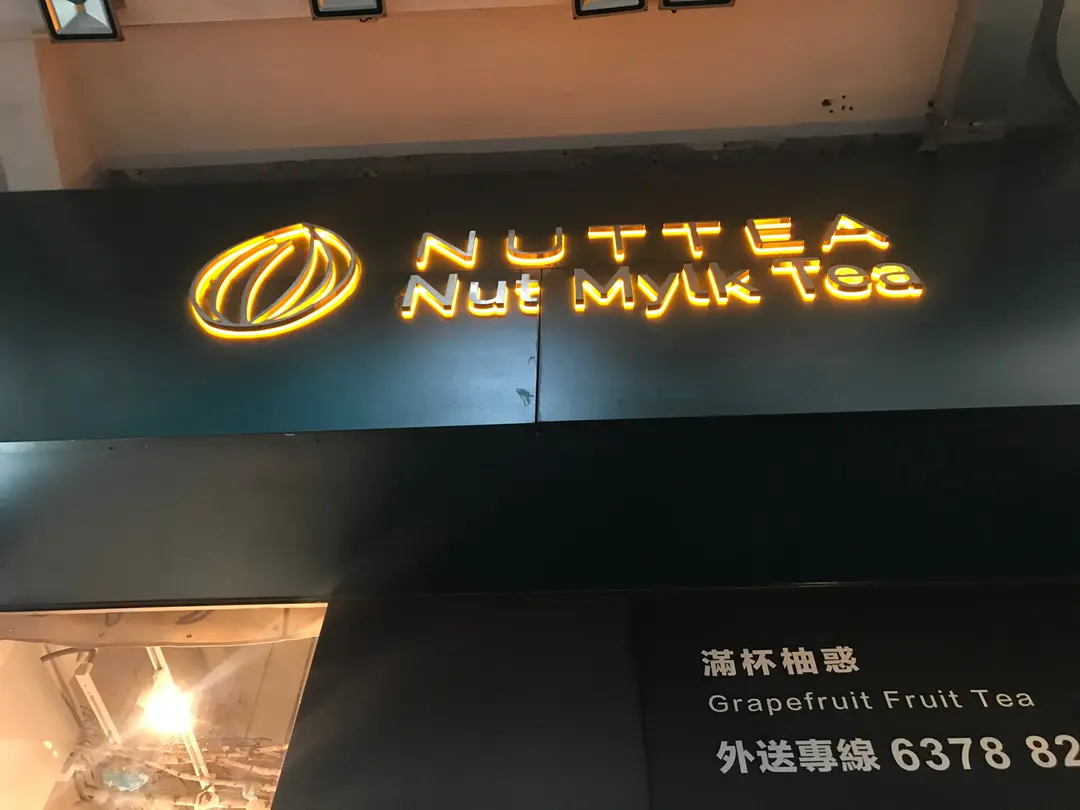 NUTTEA
Nut Mylk Tea
滿杯柚惑
Grapefruit Fruit Tea
外送專線 6378 82